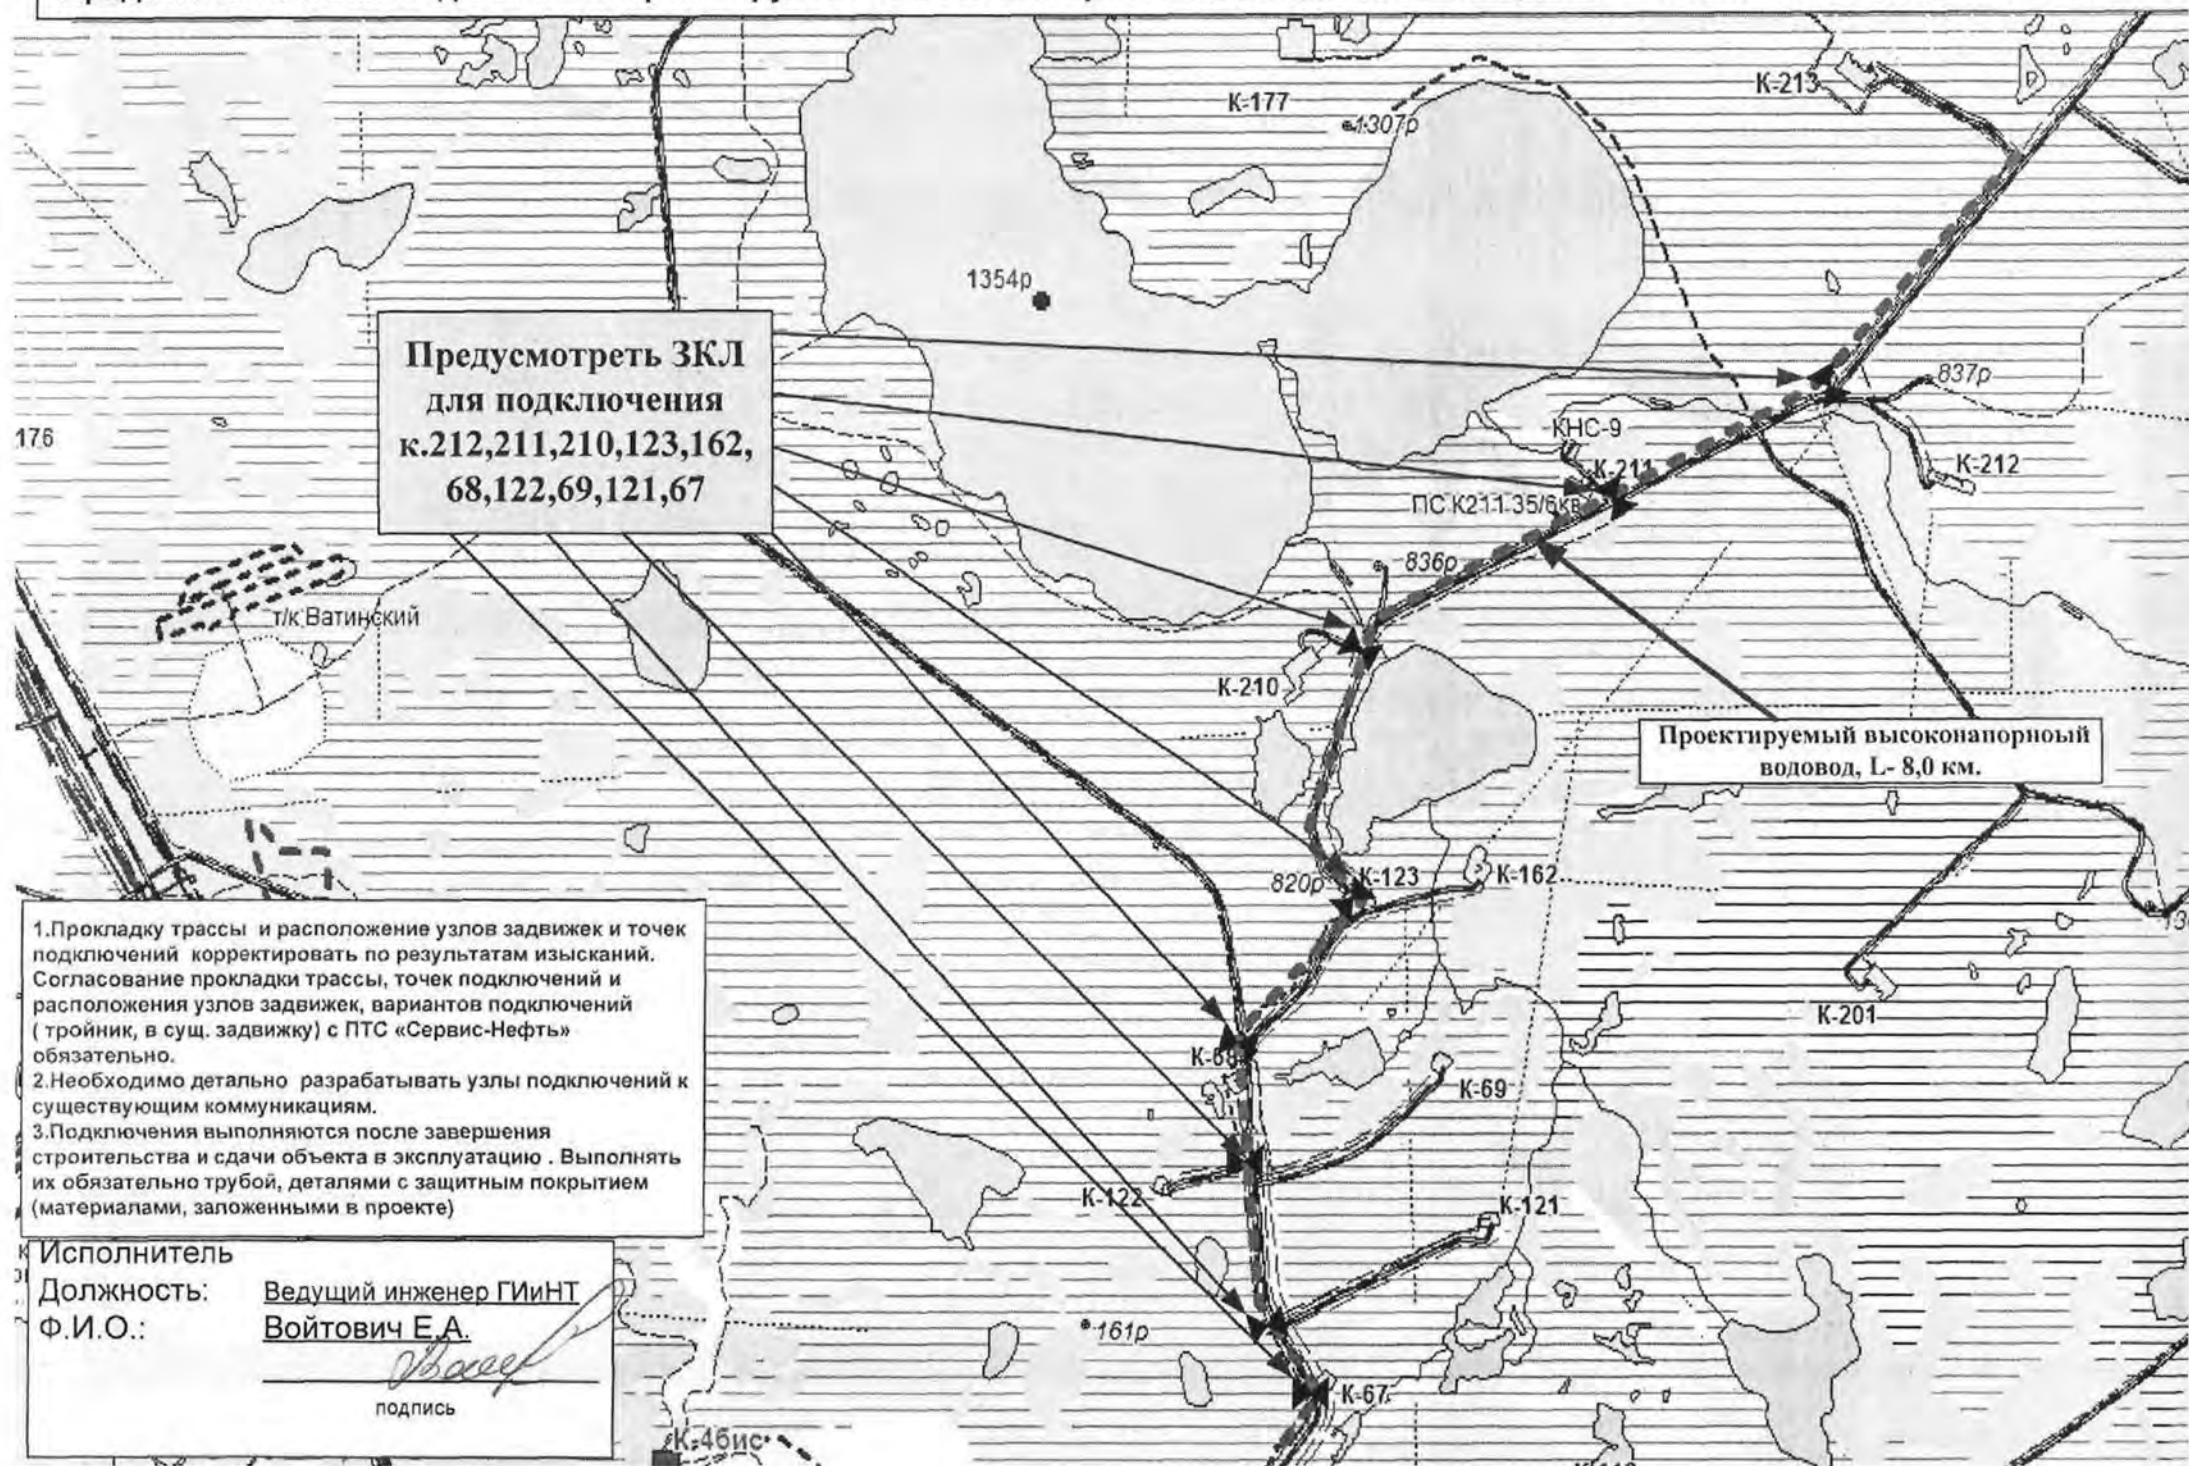 К-177
1307р
К-213
1354р
Предусмотреть ЗКЛ
для подключения
к.212,211,210,123,162,
68,122,69,121,67
837р
176
КНС-9
К-211
К-212
ПС К211 35/6кв
836р
т/к Ватинский
К-210
Проектируемый высоконапорноый
водовод, L- 8,0 км.
820р
К-123
К-162
1.Прокладку трассы и расположение узлов задвижек и точек
подключений корректировать по результатам изысканий.
Согласование прокладки трассы, точек подключений и
расположения узлов задвижек, вариантов подключений
( тройник, в сущ. задвижку) с ПТС «Сервис-Нефть»
обязательно.
2.Необходимо детально разрабатывать узлы подключений к
существующим коммуникациям.
3.Подключения выполняются после завершения
строительства и сдачи объекта в эксплуатацию . Выполнять
их обязательно трубой, деталями с защитным покрытием
(материалами, заложенными в проекте)
К-201
К-68
К-69
К-122
К-121
Исполнитель
Должность: Ведущий инженер ГИиНТ
Ф.И.О.: Войтович Е.А.
подпись
161р
К-67
К-46ис